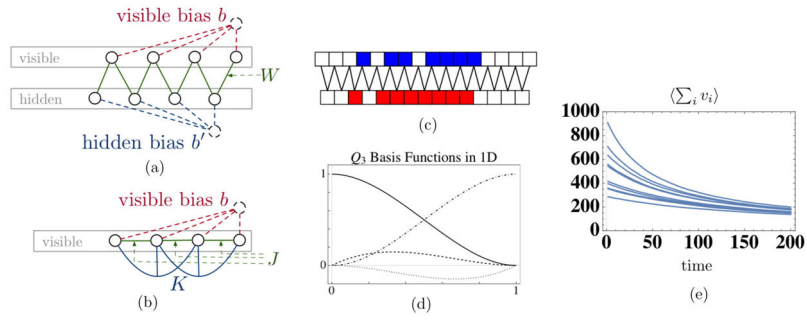 visible bias b
visible
W
hidden
hidden bias b'
(a)
visible bias b
visible
J
K
(b)
(c)
Q3 Basis Functions in 1D
1
0
0
1
(d)
⟨∑i vi⟩
1000
800
600
400
200
0
0 50 100 150 200
time
(e)